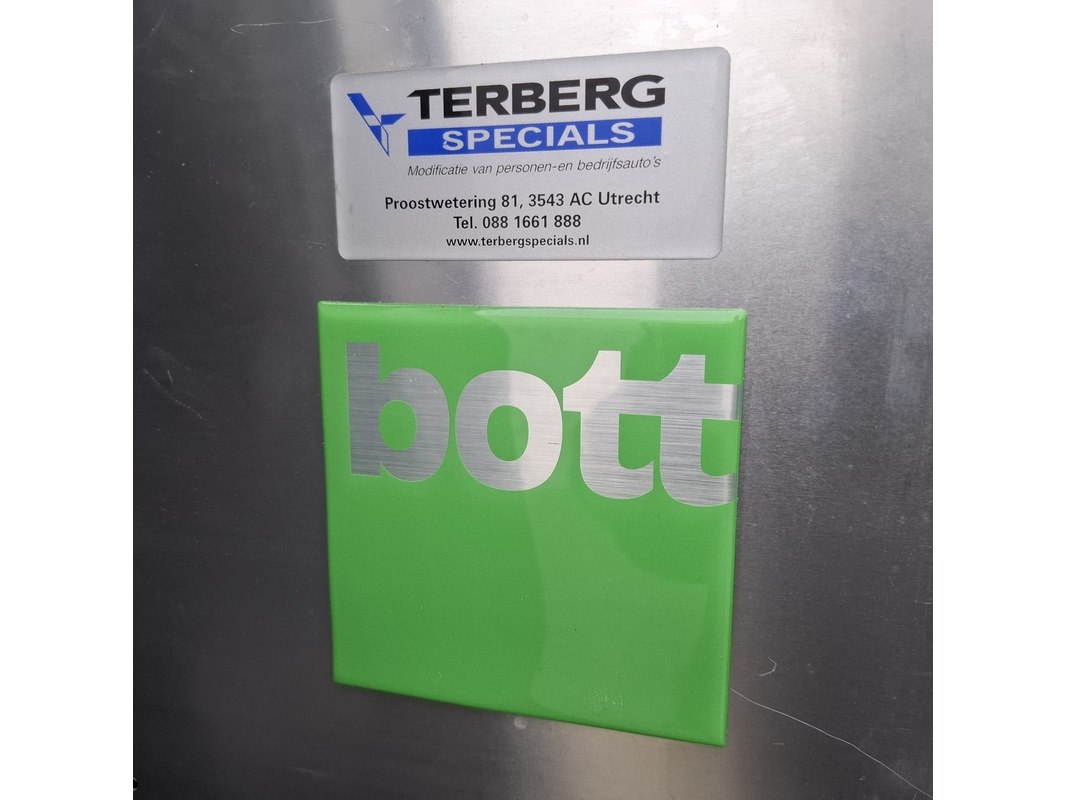 TERBERG
SPECIALS
Modificatie van personen-en bedrijfsauto's
Proostwetering 81, 3543 AC Utrecht
Tel. 088 1661 888
www.terbergspecials.nl
bott